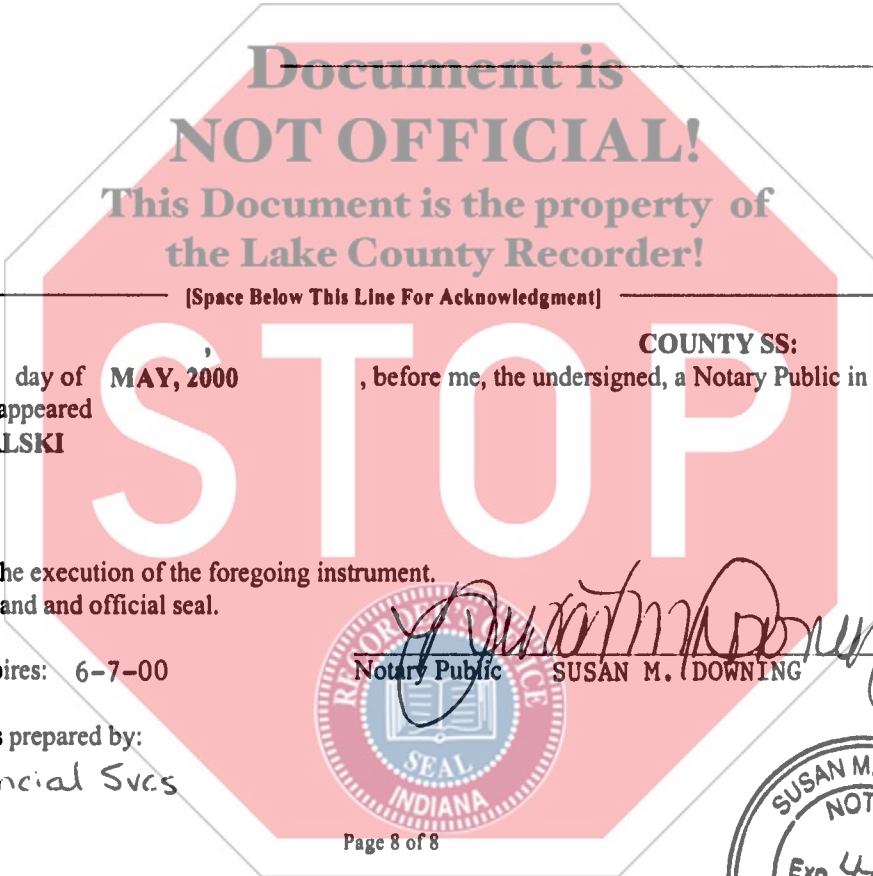 Document is
NOT OFFICIAL!
This Document is the property of
the Lake County Recorder!
[Space Below This Line For Acknowledgment]
, COUNTY SS:
day of MAY, 2000 , before me, the undersigned, a Notary Public in
appeared
LSKI
STOP
he execution of the foregoing instrument.
and and official seal.
ires: 6-7-00
Notary Public SUSAN M. DOWNING
RECORDER'S OFFICE
SEAL
INDIANA
prepared by:
ncial Svcs
SUSAN M.
NOT
Exp
Page 8 of 8